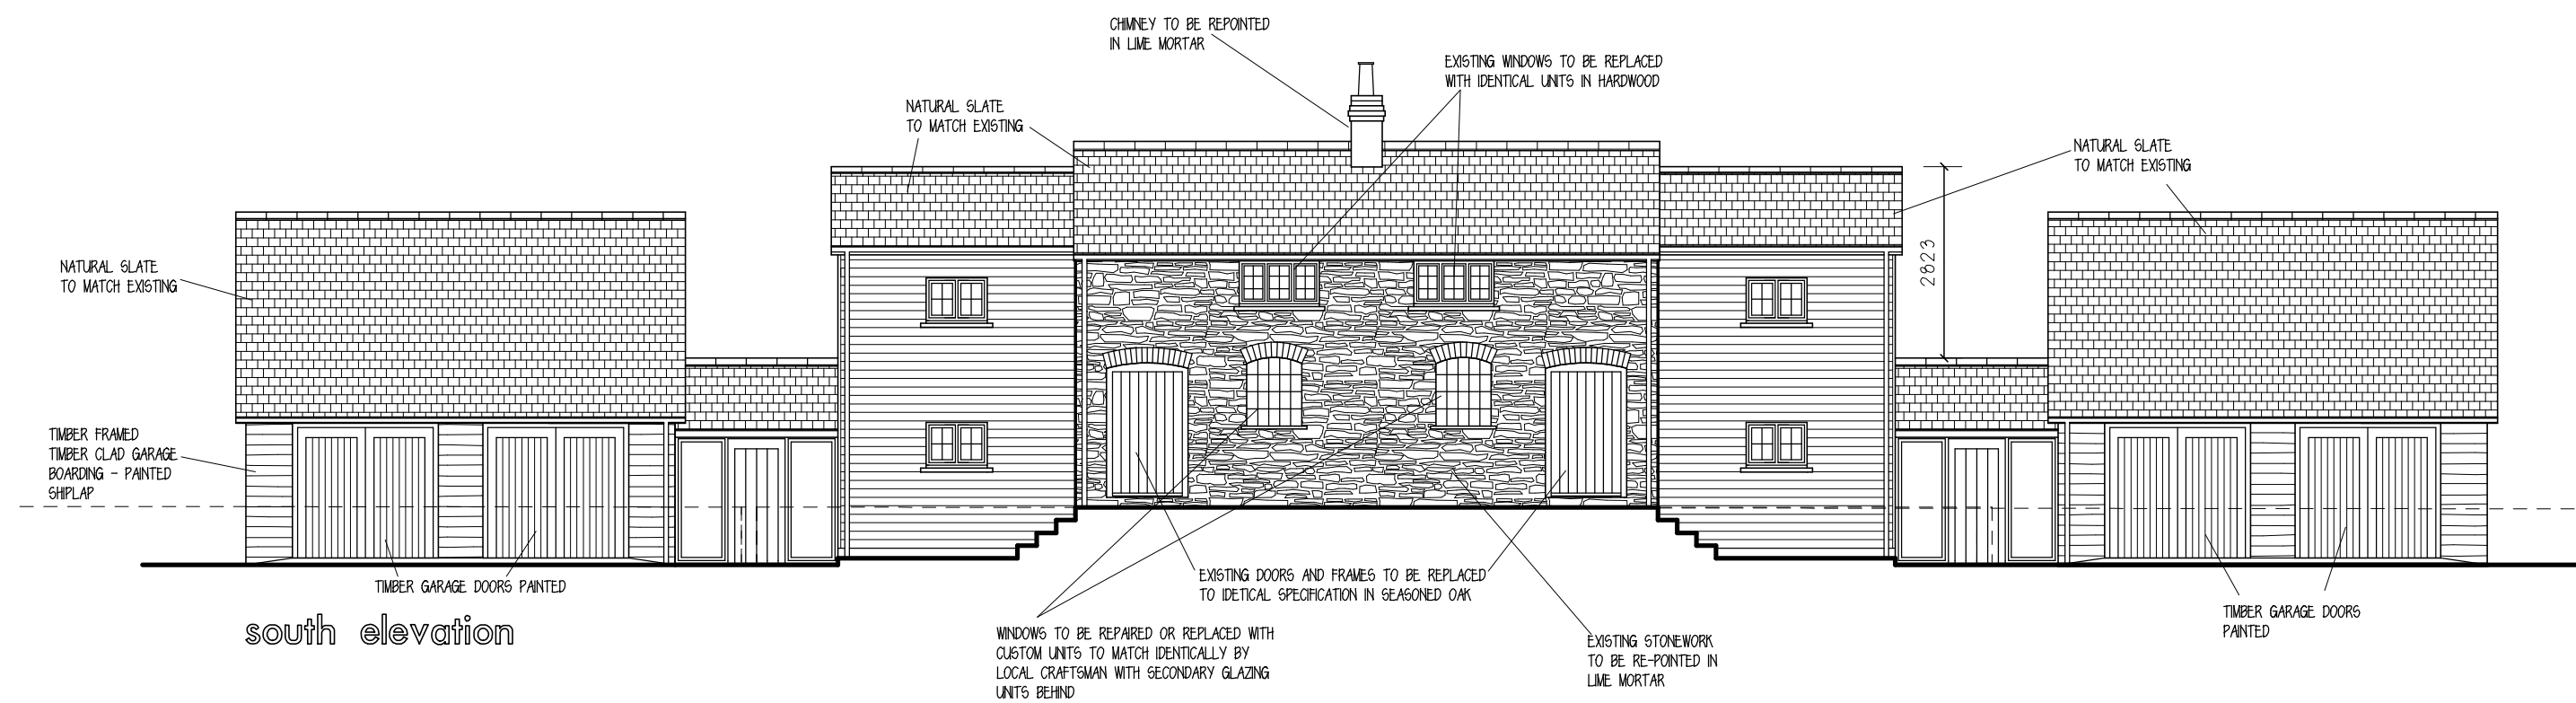 CHIMNEY TO BE REPOINTED
IN LIME MORTAR
EXISTING WINDOWS TO BE REPLACED
WITH IDENTICAL UNITS IN HARDWOOD
NATURAL SLATE
TO MATCH EXISTING
NATURAL SLATE
TO MATCH EXISTING
2823
NATURAL SLATE
TO MATCH EXISTING
TIMBER FRAMED
TIMBER CLAD GARAGE
BOARDING - PAINTED
SHIPLAP
TIMBER GARAGE DOORS PAINTED
EXISTING DOORS AND FRAMES TO BE REPLACED
TO IDETICAL SPECIFICATION IN SEASONED OAK
TIMBER GARAGE DOORS
PAINTED
south elevation
WINDOWS TO BE REPAIRED OR REPLACED WITH
CUSTOM UNITS TO MATCH IDENTICALLY BY
LOCAL CRAFTSMAN WITH SECONDARY GLAZING
UNITS BEHIND
EXISTING STONEWORK
TO BE RE-POINTED IN
LIME MORTAR